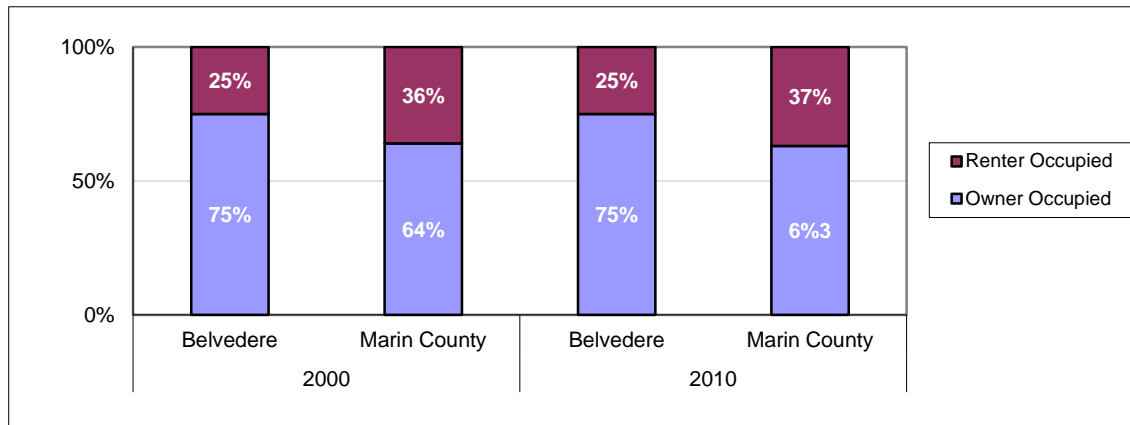 100%
25%
36%
25%
37%
Renter Occupied
50%
Owner Occupied
75%
64%
75%
6%3
0%
Belvedere
Marin County
Belvedere
Marin County
2000
2010